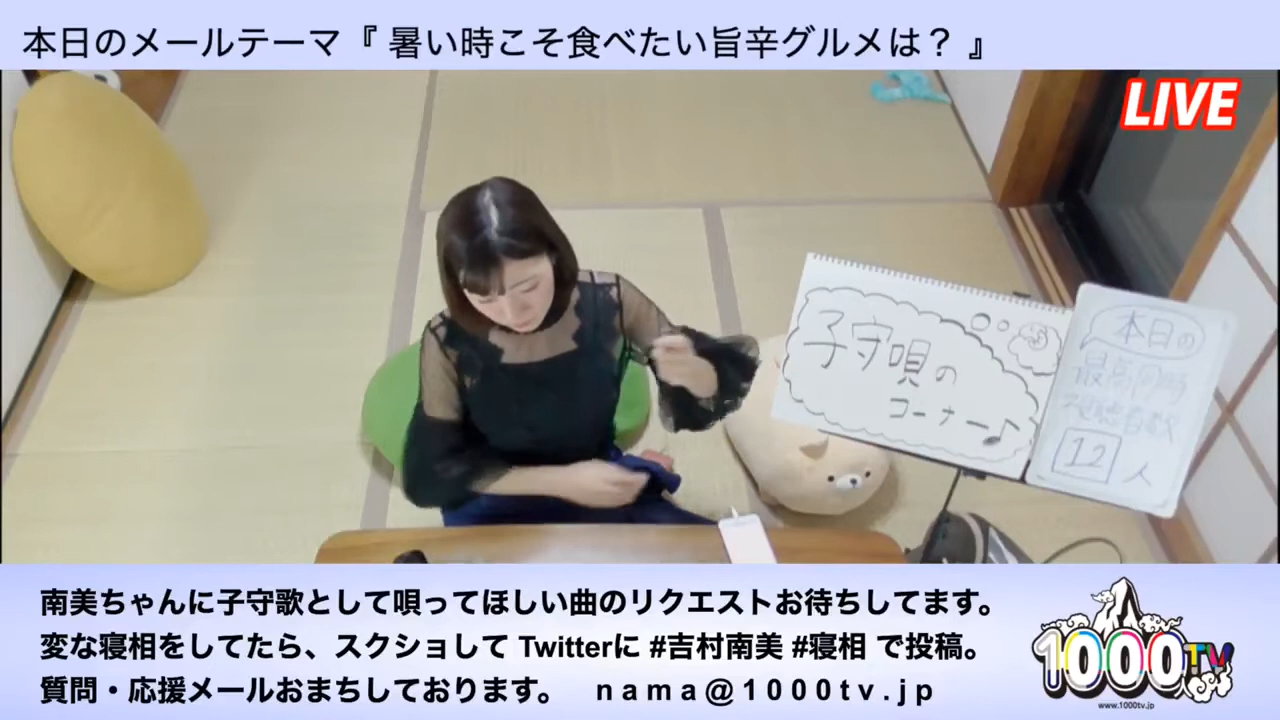 本日のメールテーマ『 暑い時こそ食べたい旨辛グルメは？ 』
LIVE
子守唄の
コーナー♪
本日の
最高同時
視聴者数
12人
南美ちゃんに子守歌として唄ってほしい曲のリクエストお待ちしてます。
変な寝相をしてたら、スクショして Twitterに #吉村南美 #寝相 で投稿。
質問・応援メールおまちしております。　nama@1000tv.jp
1000TV
www.1000tv.jp